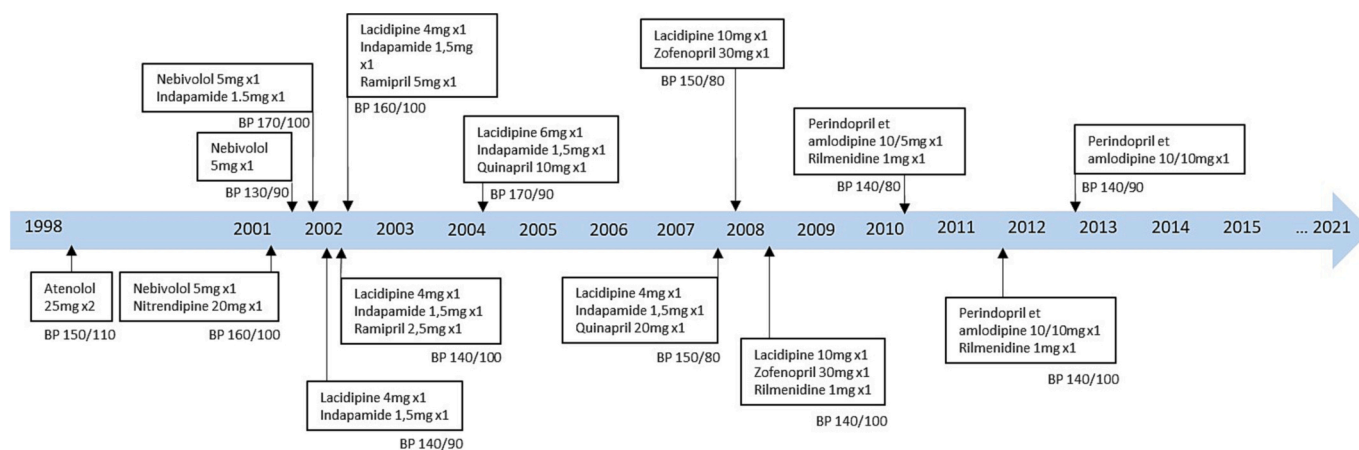 Lacidipine 4mg x1
Indapamide 1,5mg
x1
Ramipril 5mg x1
BP 160/100
Lacidipine 10mg x1
Zofenopril 30mg x1
BP 150/80
Nebivolol 5mg x1
Indapamide 1.5mg x1
BP 170/100
Nebivolol
5mg x1
BP 130/90
Lacidipine 6mg x1
Indapamide 1,5mg x1
Quinapril 10mg x1
BP 170/90
Perindopril et
amlodipine 10/5mg x1
Rilmenidine 1mg x1
BP 140/80
Perindopril et
amlodipine 10/10mg x1
BP 140/90
1998 2001 2002 2003 2004 2005 2006 2007 2008 2009 2010 2011 2012 2013 2014 2015 ... 2021
Atenolol
25mg x2
BP 150/110
Nebivolol 5mg x1
Nitrendipine 20mg x1
BP 160/100
Lacidipine 4mg x1
Indapamide 1,5mg x1
Ramipril 2,5mg x1
BP 140/100
Lacidipine 4mg x1
Indapamide 1,5mg x1
BP 140/90
Lacidipine 4mg x1
Indapamide 1,5mg x1
Quinapril 20mg x1
BP 150/80
Lacidipine 10mg x1
Zofenopril 30mg x1
Rilmenidine 1mg x1
BP 140/100
Perindopril et
amlodipine 10/10mg x1
Rilmenidine 1mg x1
BP 140/100